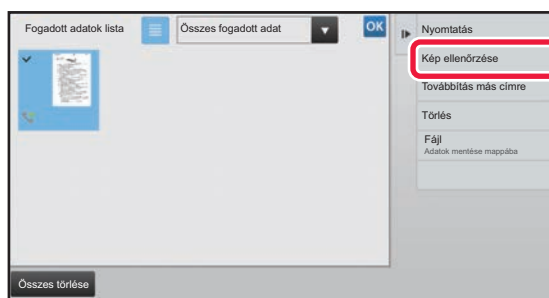 Fogadott adatok lista
Összes fogadott adat
OK
Nyomtatás
Kép ellenőrzése
Továbbítás más címre
Törlés
Fájl
Adatok mentése mappába
Összes törlése